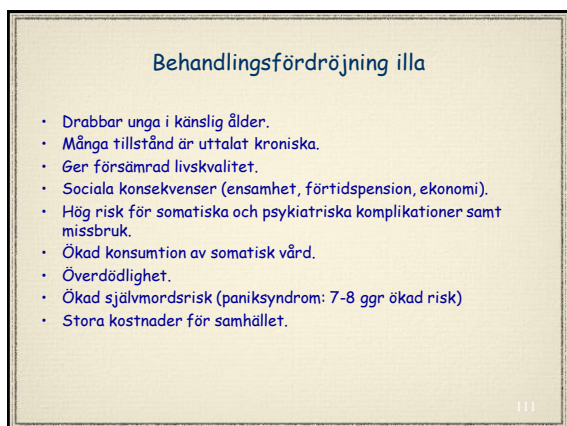 Behandlingsfördröjning illa
• Drabbar unga i känslig ålder.
• Många tillstånd är uttalat kroniska.
• Ger försämrad livskvalitet.
• Sociala konsekvenser (ensamhet, förtidspension, ekonomi).
• Hög risk för somatiska och psykiatriska komplikationer samt
missbruk.
• Ökad konsumtion av somatisk vård.
• Överdödlighet.
• Ökad självmordsrisk (paniksyndrom: 7-8 ggr ökad risk)
• Stora kostnader för samhället.
111